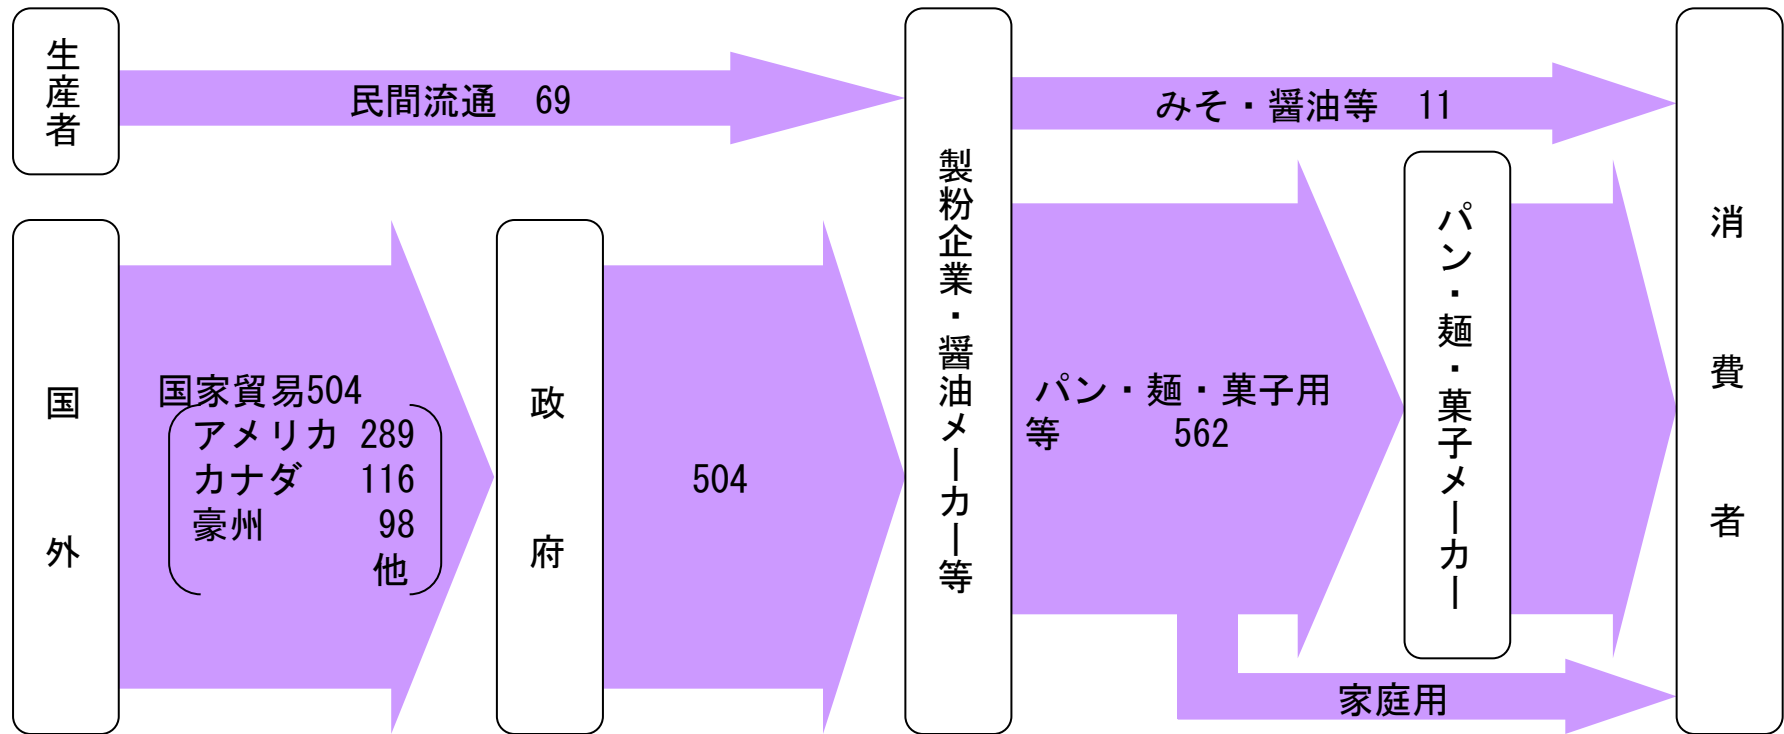 生産者
民間流通 69
みそ・醤油等 11
国外
国家貿易504
アメリカ 289
カナダ 116
豪州 98
他
政府
504
製粉企業・醤油メーカー等
パン・麺・菓子用
等 562
パン・麺・菓子メーカー
家庭用
消費者